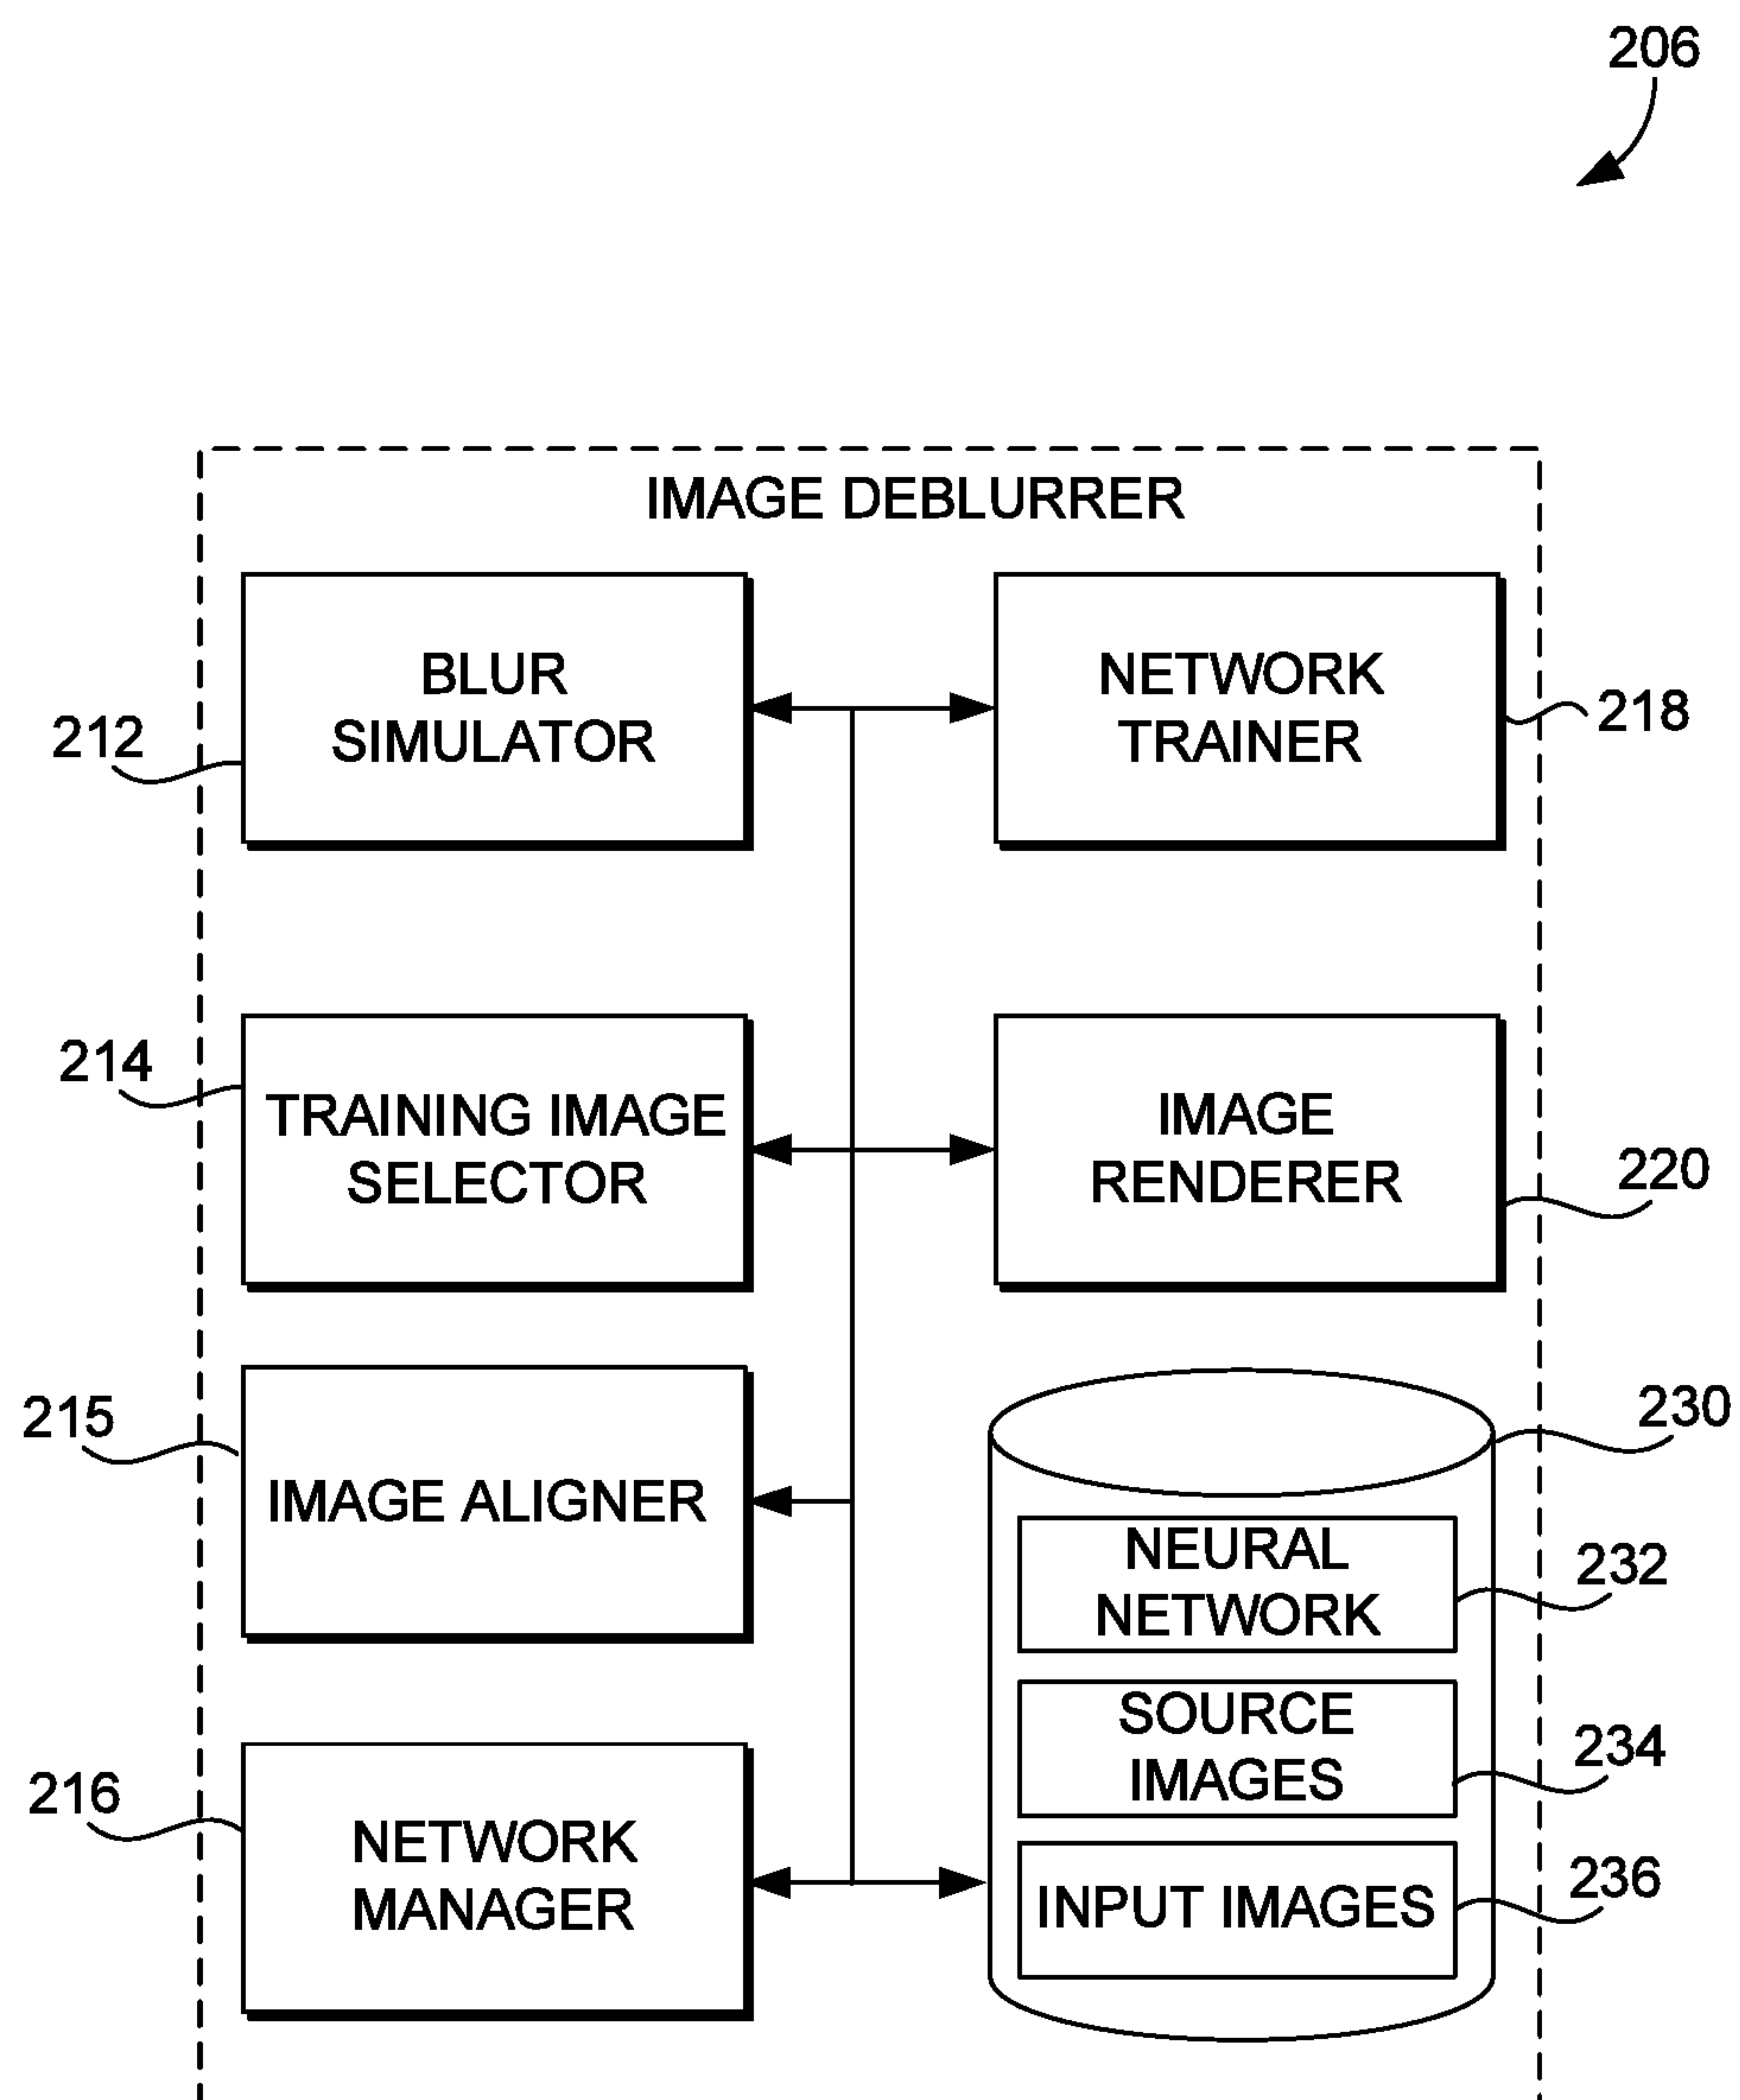 206
IMAGE DEBLURRER
BLUR
SIMULATOR
212
NETWORK
TRAINER
218
214
TRAINING IMAGE
SELECTOR
IMAGE
RENDERER
220
215
IMAGE ALIGNER
230
NEURAL
NETWORK
232
SOURCE
IMAGES
234
216
NETWORK
MANAGER
INPUT IMAGES
236